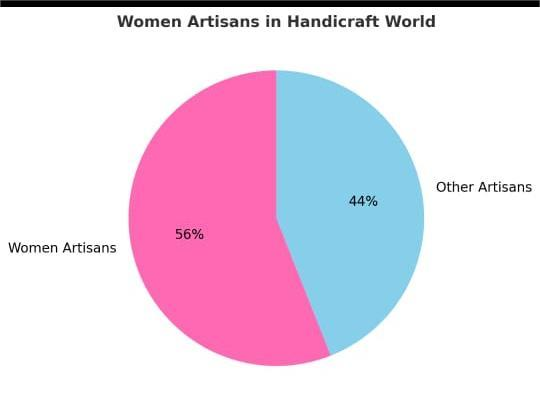 Women Artisans in Handicraft World
44%
Other Artisans
56%
Women Artisans